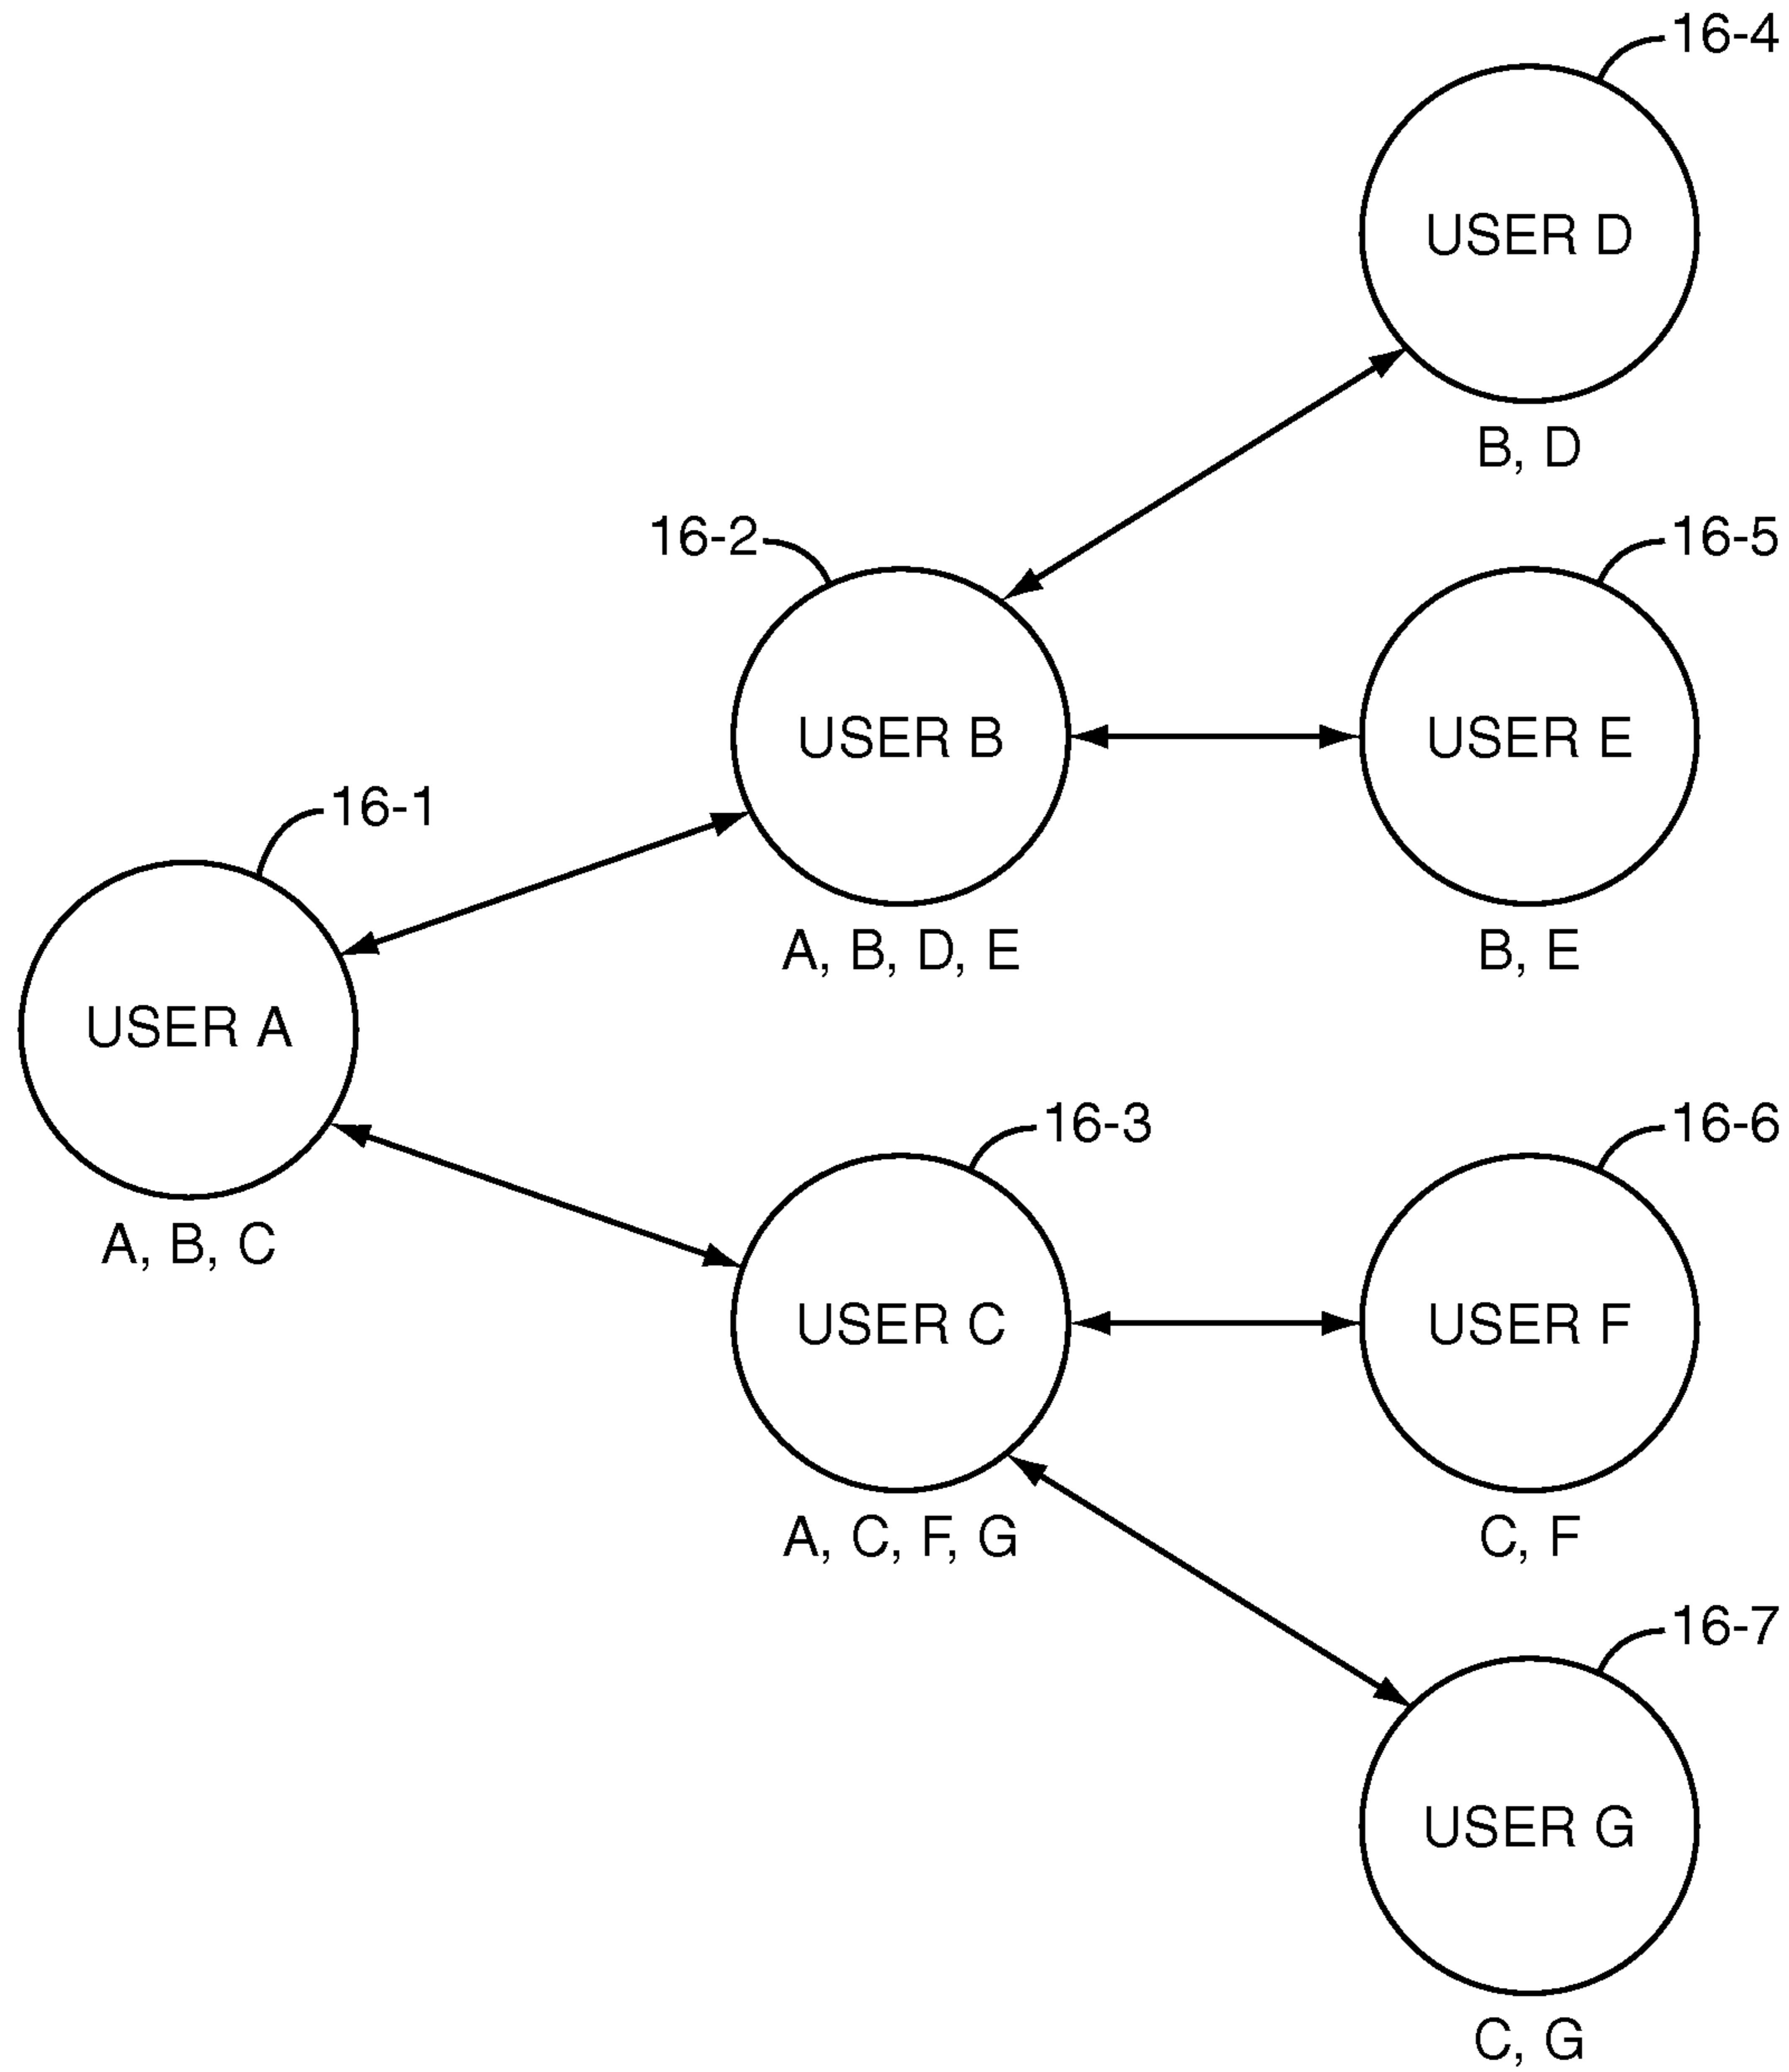 16-4
USER D
B, D
16-2
16-5
USER B
USER E
A, B, D, E
B, E
16-1
USER A
A, B, C
16-3
16-6
USER C
USER F
A, C, F, G
C, F
16-7
USER G
C, G